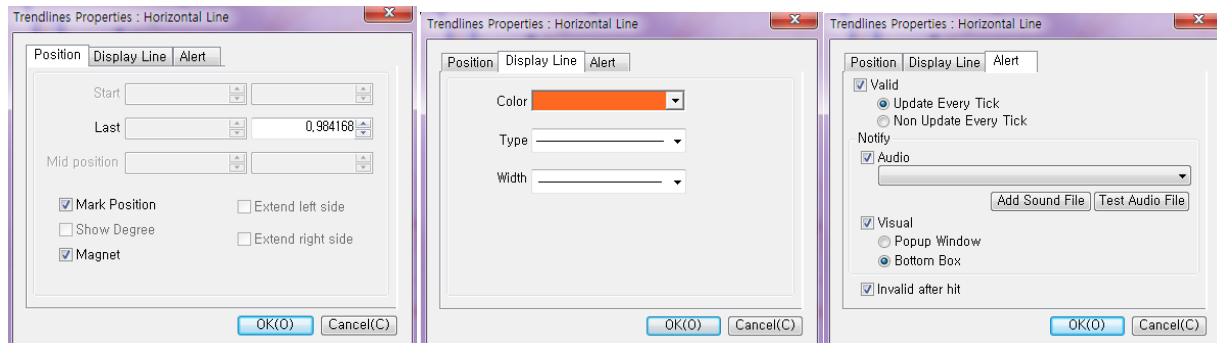 Trendlines Properties : Horizontal Line
Position Display Line Alert
Start
Last 0,984168
Mid position
Mark Position Extend left side
Show Degree
Extend right side
Magnet
OK(O) Cancel(C)
Trendlines Properties : Horizontal Line
Position Display Line Alert
Color
Type
Width
OK(O) Cancel(C)
Trendlines Properties : Horizontal Line
Position Display Line Alert
Valid
Update Every Tick
Non Update Every Tick
Notify
Audio
Add Sound File Test Audio File
Visual
Popup Window
Bottom Box
Invalid after hit
OK(O) Cancel(C)